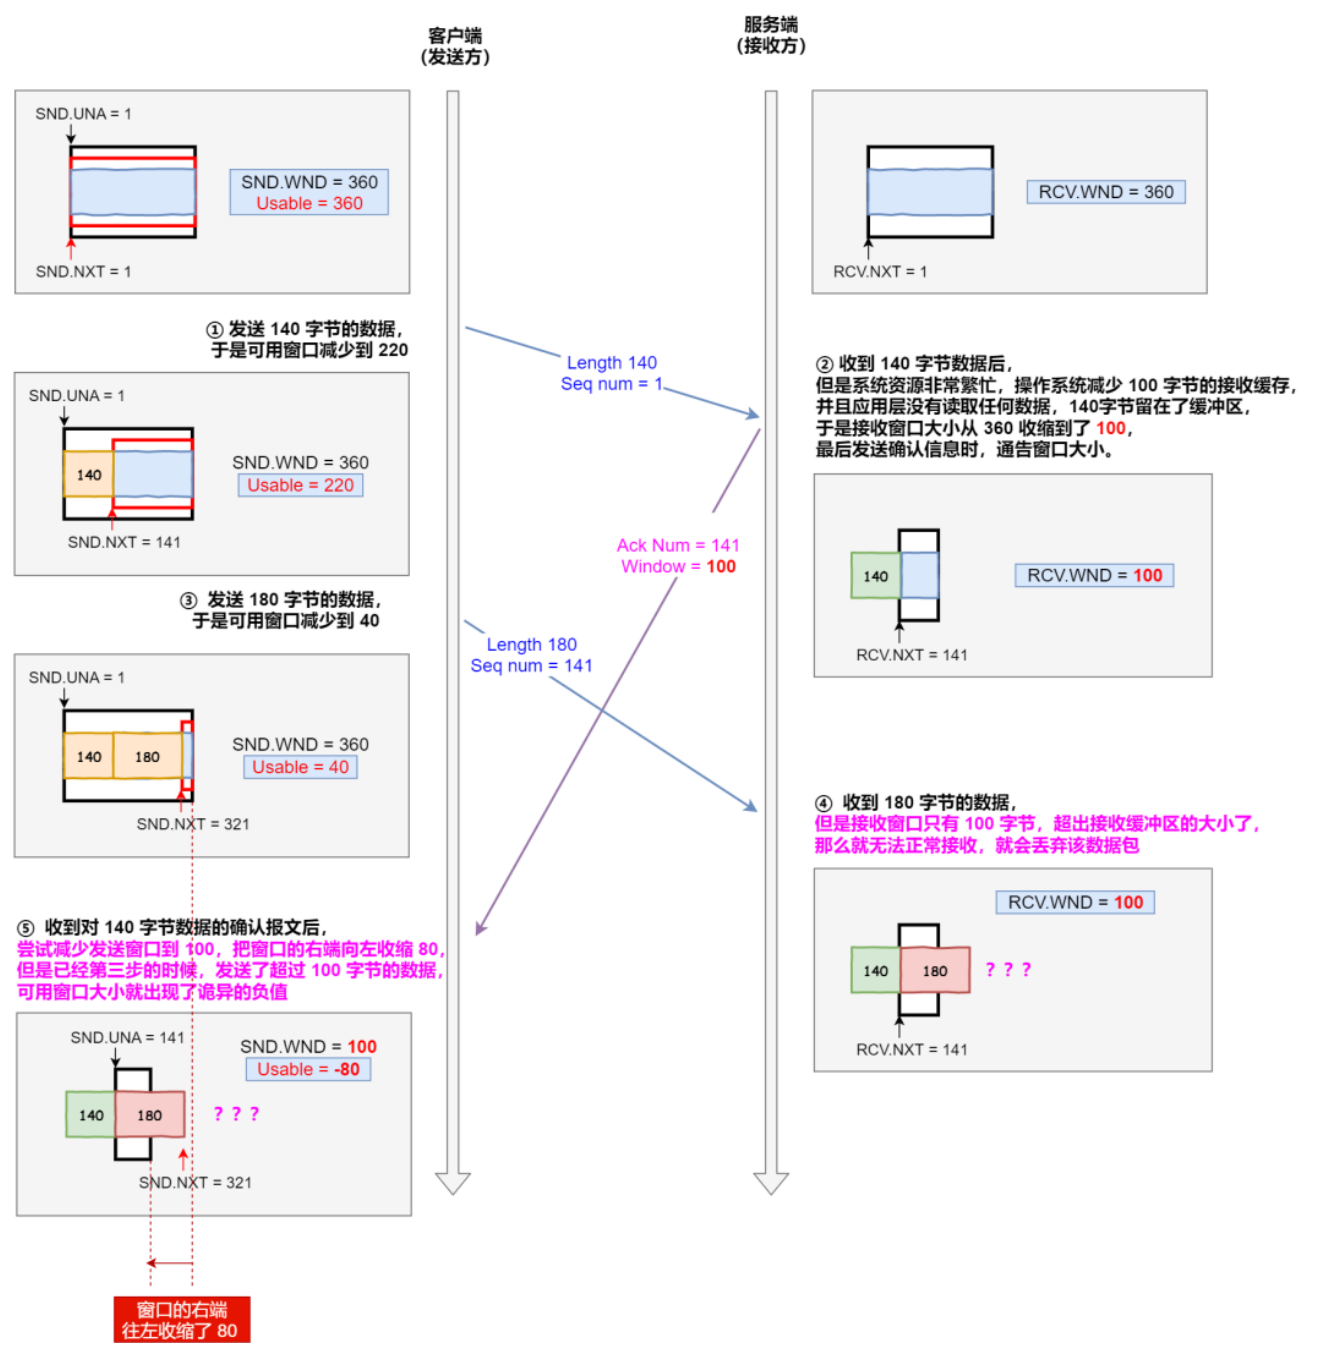 客户端
（发送方）
服务端
（接收方）
SND.UNA = 1
SND.WND = 360
Usable = 360
SND.NXT = 1
RCV.WND = 360
RCV.NXT = 1
① 发送 140 字节的数据，
于是可用窗口减少到 220
Length 140
Seq num = 1
② 收到 140 字节数据后，
但是系统资源非常繁忙，操作系统减少 100 字节的接收缓存，
并且应用层没有读取任何数据，140字节留在了缓冲区，
于是接收窗口大小从 360 收缩到了 100，
最后发送确认信息时，通告窗口大小。
SND.UNA = 1
140
SND.WND = 360
Usable = 220
SND.NXT = 141
Ack Num = 141
Window = 100
140
RCV.WND = 100
RCV.NXT = 141
③ 发送 180 字节的数据，
于是可用窗口减少到 40
Length 180
Seq num = 141
SND.UNA = 1
140
180
SND.WND = 360
Usable = 40
SND.NXT = 321
④ 收到 180 字节的数据，
但是接收窗口只有 100 字节，超出接收缓冲区的大小了，
那么就无法正常接收，就会丢弃该数据包
RCV.WND = 100
140
180
？？？
RCV.NXT = 141
⑤ 收到对 140 字节数据的确认报文后，
尝试减少发送窗口到 100，把窗口的右端向左收缩 80，
但是已经第三步的时候，发送了超过 100 字节的数据，
可用窗口大小就出现了诡异的负值
SND.UNA = 141
SND.WND = 100
Usable = -80
140
180
？？？
SND.NXT = 321
窗口的右端
往左收缩了 80